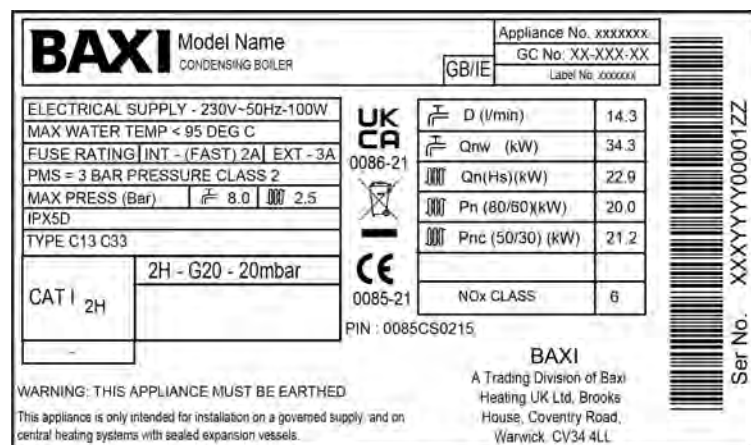 BAXI Model Name
CONDENSING BOILER
Appliance No. xxxxxxx
GC No: XX-XXX-XX
GB/IE
Label No. xxxxxxx
ELECTRICAL SUPPLY - 230V~50Hz-100W
MAX WATER TEMP < 95 DEG C
FUSE RATING INT - (FAST) 2A EXT - 3A
PMS = 3 BAR PRESSURE CLASS 2
MAX PRESS (Bar) 8.0 2.5
IPX5D
TYPE C13 C33
2H - G20 - 20mbar
CAT I 2H
-
UK
CA
0086-21
CE
0085-21
D (l/min) 14.3
Qnw (kW) 34.3
Qn(Hs)(kW) 22.9
Pn (80/60)(kW) 20.0
Pnc (50/30) (kW) 21.2
NOx CLASS 6
PIN : 0085CS0215
WARNING: THIS APPLIANCE MUST BE EARTHED
This appliance is only intended for installation on a governed supply and on
central heating systems with sealed expansion vessels.
BAXI
A Trading Division of Baxi
Heating UK Ltd, Brooks
House, Coventry Road,
Warwick. CV34 4LL
Ser No. XXXYYYY00001ZZ